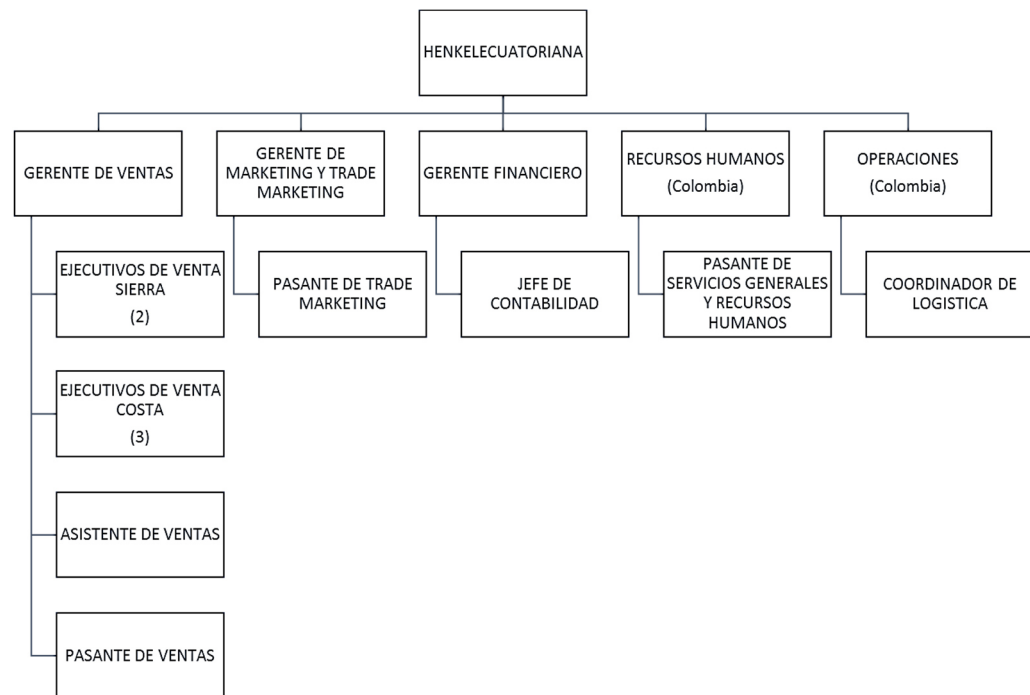 HENKELECUATORIANA
GERENTE DE VENTAS
GERENTE DE
MARKETING Y TRADE
MARKETING
GERENTE FINANCIERO
RECURSOS HUMANOS
(Colombia)
OPERACIONES
(Colombia)
EJECUTIVOS DE VENTA
SIERRA
(2)
PASANTE DE TRADE
MARKETING
JEFE DE
CONTABILIDAD
PASANTE DE
SERVICIOS GENERALES
Y RECURSOS
HUMANOS
COORDINADOR DE
LOGISTICA
EJECUTIVOS DE VENTA
COSTA
(3)
ASISTENTE DE VENTAS
PASANTE DE VENTAS